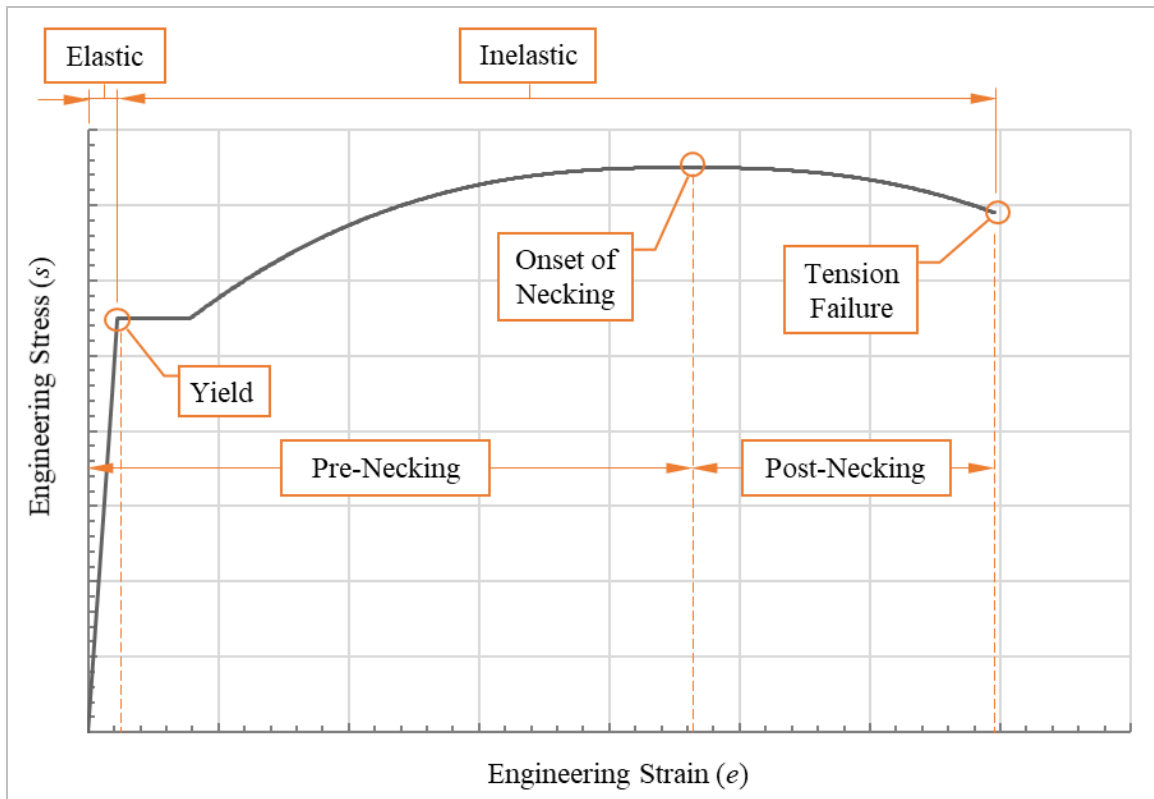 Elastic
Inelastic
Onset of
Necking
Tension
Failure
Yield
Pre-Necking
Post-Necking
Engineering Stress (s)
Engineering Strain (e)